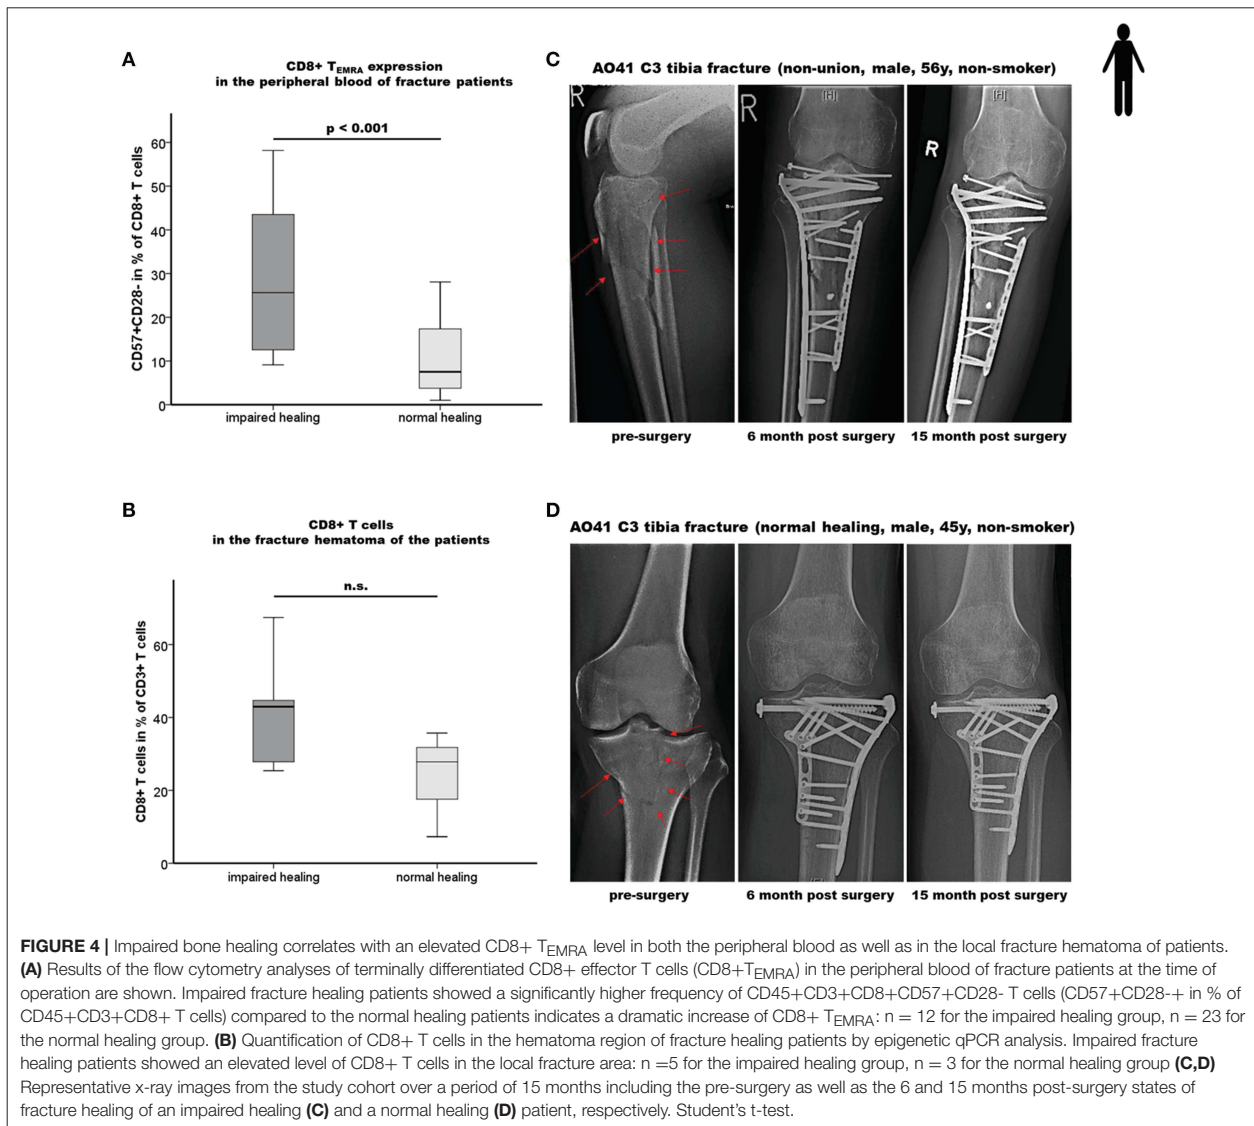 A
CD8+ TEMRA expression
in the peripheral blood of fracture patients
p < 0.001
CD57+CD28- in % of CD8+ T cells
60
50
40
30
20
10
0
impaired healing
normal healing
B
CD8+ T cells
in the fracture hematoma of the patients
n.s.
CD8+ T cells in % of CD3+ T cells
60
40
20
0
impaired healing
normal healing
C
AO41 C3 tibia fracture (non-union, male, 56y, non-smoker)
R
R
[H]
R
[H]
pre-surgery
6 month post surgery
15 month post surgery
D
AO41 C3 tibia fracture (normal healing, male, 45y, non-smoker)
pre-surgery
6 month post surgery
15 month post surgery
FIGURE 4 | Impaired bone healing correlates with an elevated CD8+ TEMRA level in both the peripheral blood as well as in the local fracture hematoma of patients.
(A) Results of the flow cytometry analyses of terminally differentiated CD8+ effector T cells (CD8+TEMRA) in the peripheral blood of fracture patients at the time of
operation are shown. Impaired fracture healing patients showed a significantly higher frequency of CD45+CD3+CD8+CD57+CD28- T cells (CD57+CD28-+ in % of
CD45+CD3+CD8+ T cells) compared to the normal healing patients indicates a dramatic increase of CD8+ TEMRA: n = 12 for the impaired healing group, n = 23 for
the normal healing group. (B) Quantification of CD8+ T cells in the hematoma region of fracture healing patients by epigenetic qPCR analysis. Impaired fracture
healing patients showed an elevated level of CD8+ T cells in the local fracture area: n =5 for the impaired healing group, n = 3 for the normal healing group (C,D)
Representative x-ray images from the study cohort over a period of 15 months including the pre-surgery as well as the 6 and 15 months post-surgery states of
fracture healing of an impaired healing (C) and a normal healing (D) patient, respectively. Student's t-test.